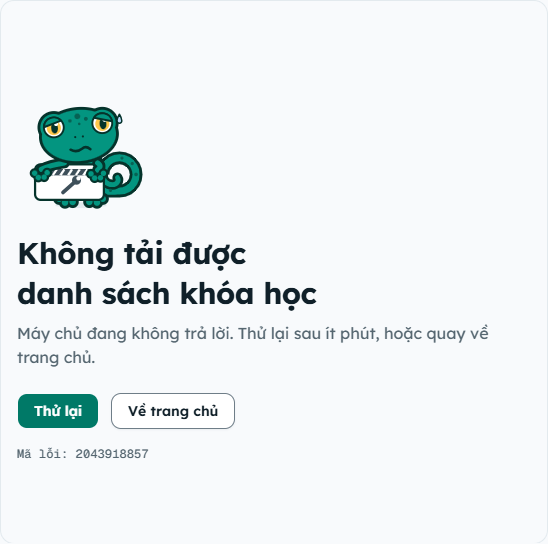 Không tải được
danh sách khóa học
Máy chủ đang không trả lời. Thử lại sau ít phút, hoặc quay về
trang chủ.
Thử lại
Về trang chủ
Mã lỗi: 2043918857